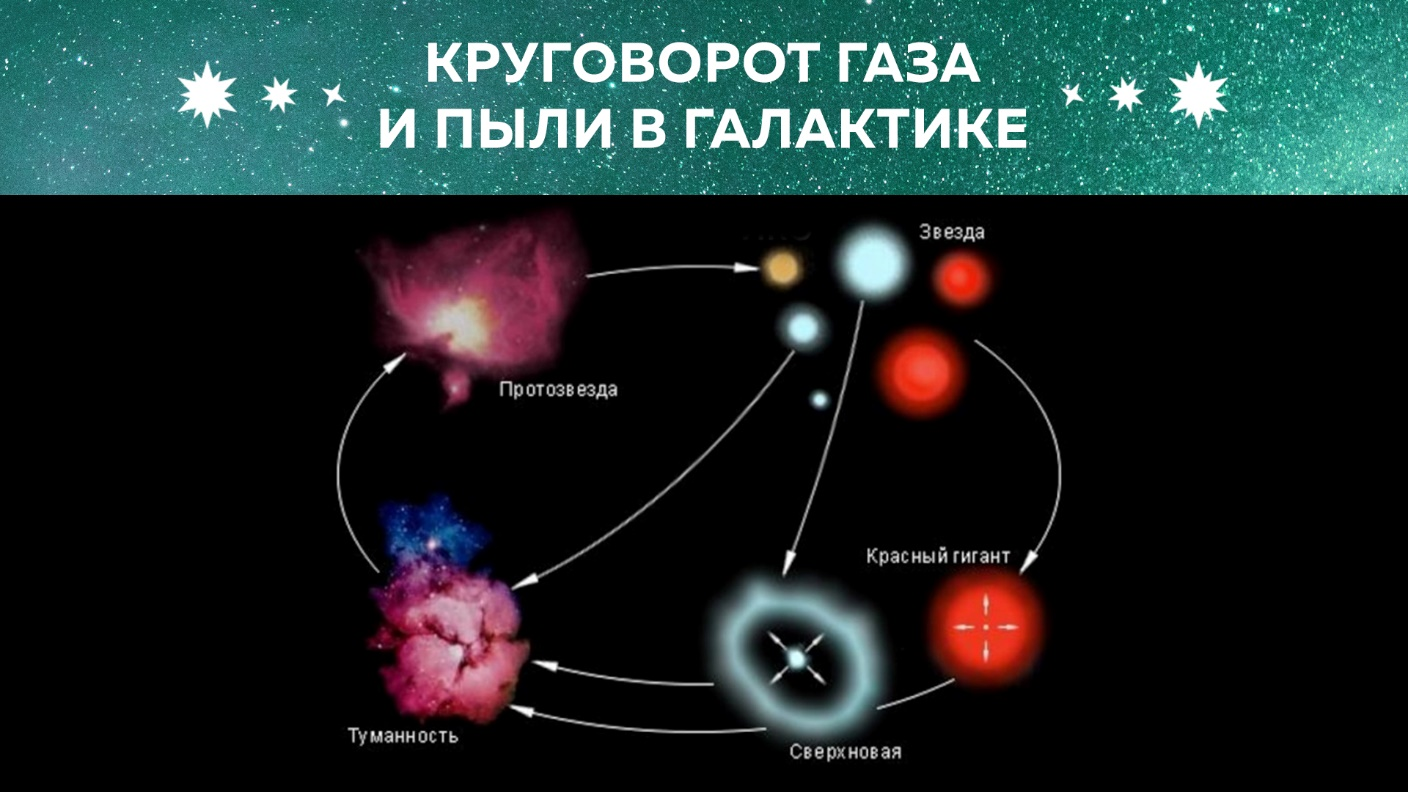 КРУГОВОРОТ ГАЗА
И ПЫЛИ В ГАЛАКТИКЕ
Звезда
Протозвезда
Красный гигант
Туманность
Сверхновая